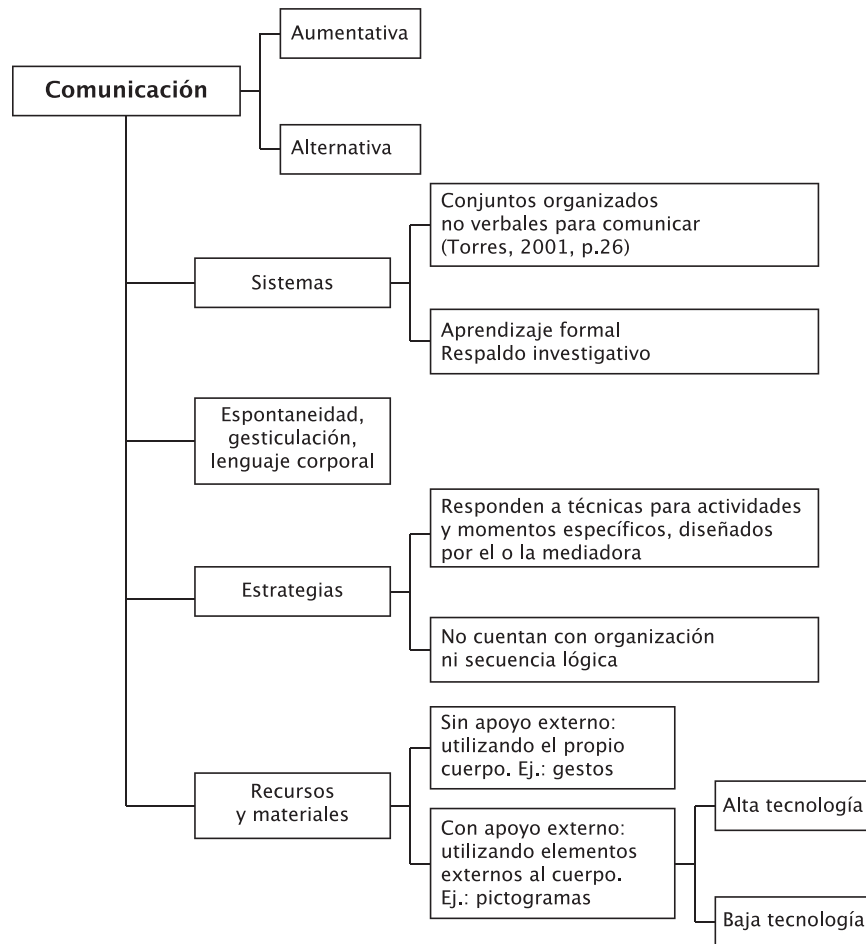 Aumentativa
Comunicación
Alternativa
Conjuntos organizados
no verbales para comunicar
(Torres, 2001, p.26)
Sistemas
Aprendizaje formal
Respaldo investigativo
Espontaneidad,
gesticulación,
lenguaje corporal
Responden a técnicas para actividades
y momentos específicos, diseñados
por el o la mediadora
Estrategias
No cuentan con organización
ni secuencia lógica
Sin apoyo externo:
utilizando el propio
cuerpo. Ej.: gestos
Recursos
y materiales
Con apoyo externo:
utilizando elementos
externos al cuerpo.
Ej.: pictogramas
Alta tecnología
Baja tecnología